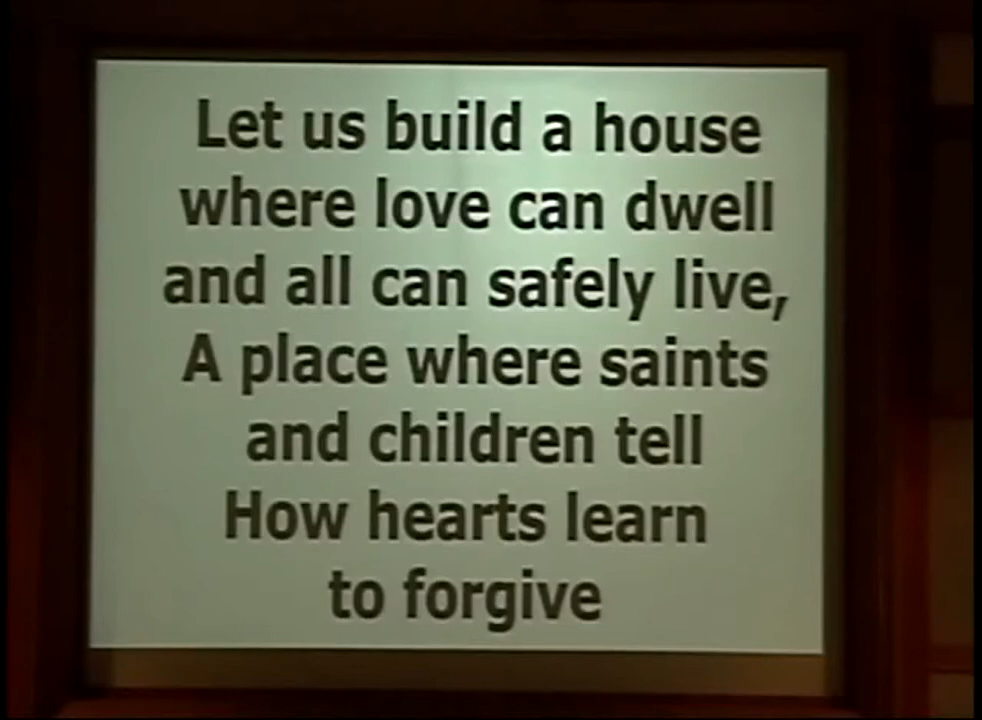 Let us build a house
where love can dwell
and all can safely live,
A place where saints
and children tell
How hearts learn
to forgive